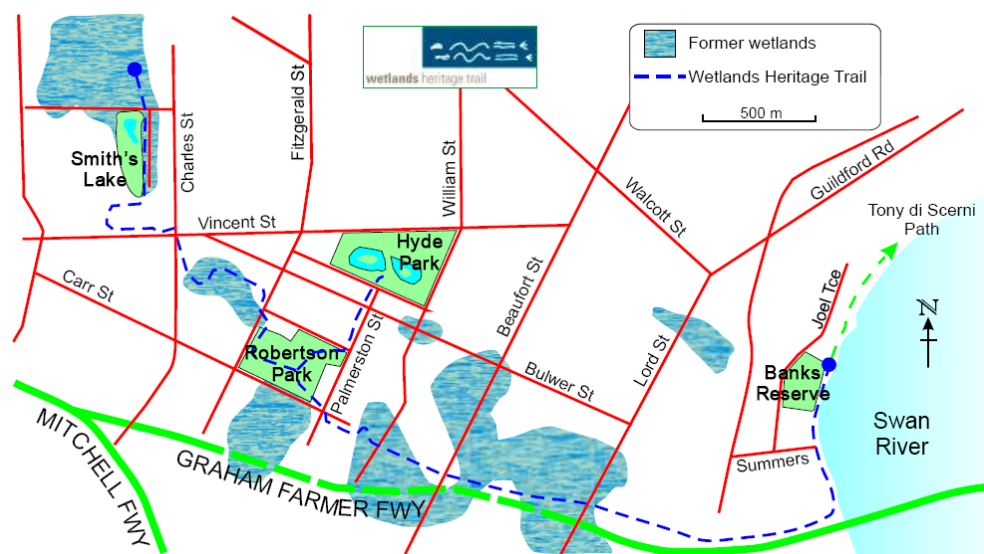 wetlands heritage trail
Former wetlands
Wetlands Heritage Trail
500 m
Smith's
Lake
Charles St
Fitzgerald St
William St
Walcott St
Guildford Rd
Tony di Scerni
Path
Vincent St
Hyde
Park
Carr St
Beaufort St
Joel Tce
N
Robertson
Park
Palmerston St
Bulwer St
Lord St
Banks
Reserve
Swan
River
Summers
MITCHELL FWY
GRAHAM FARMER FWY